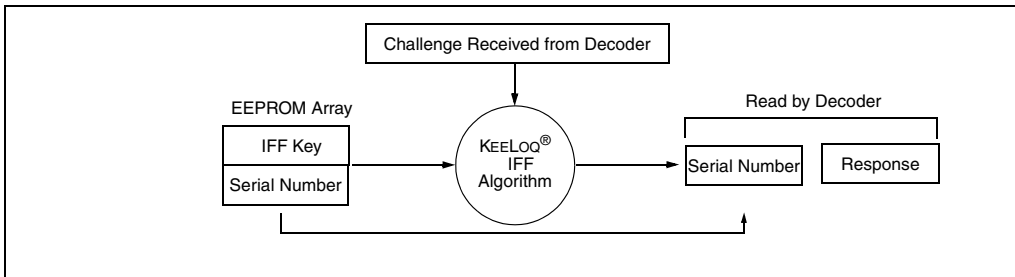 Challenge Received from Decoder
EEPROM Array
IFF Key
Serial Number
KEELOQ®
IFF
Algorithm
Read by Decoder
Serial Number
Response